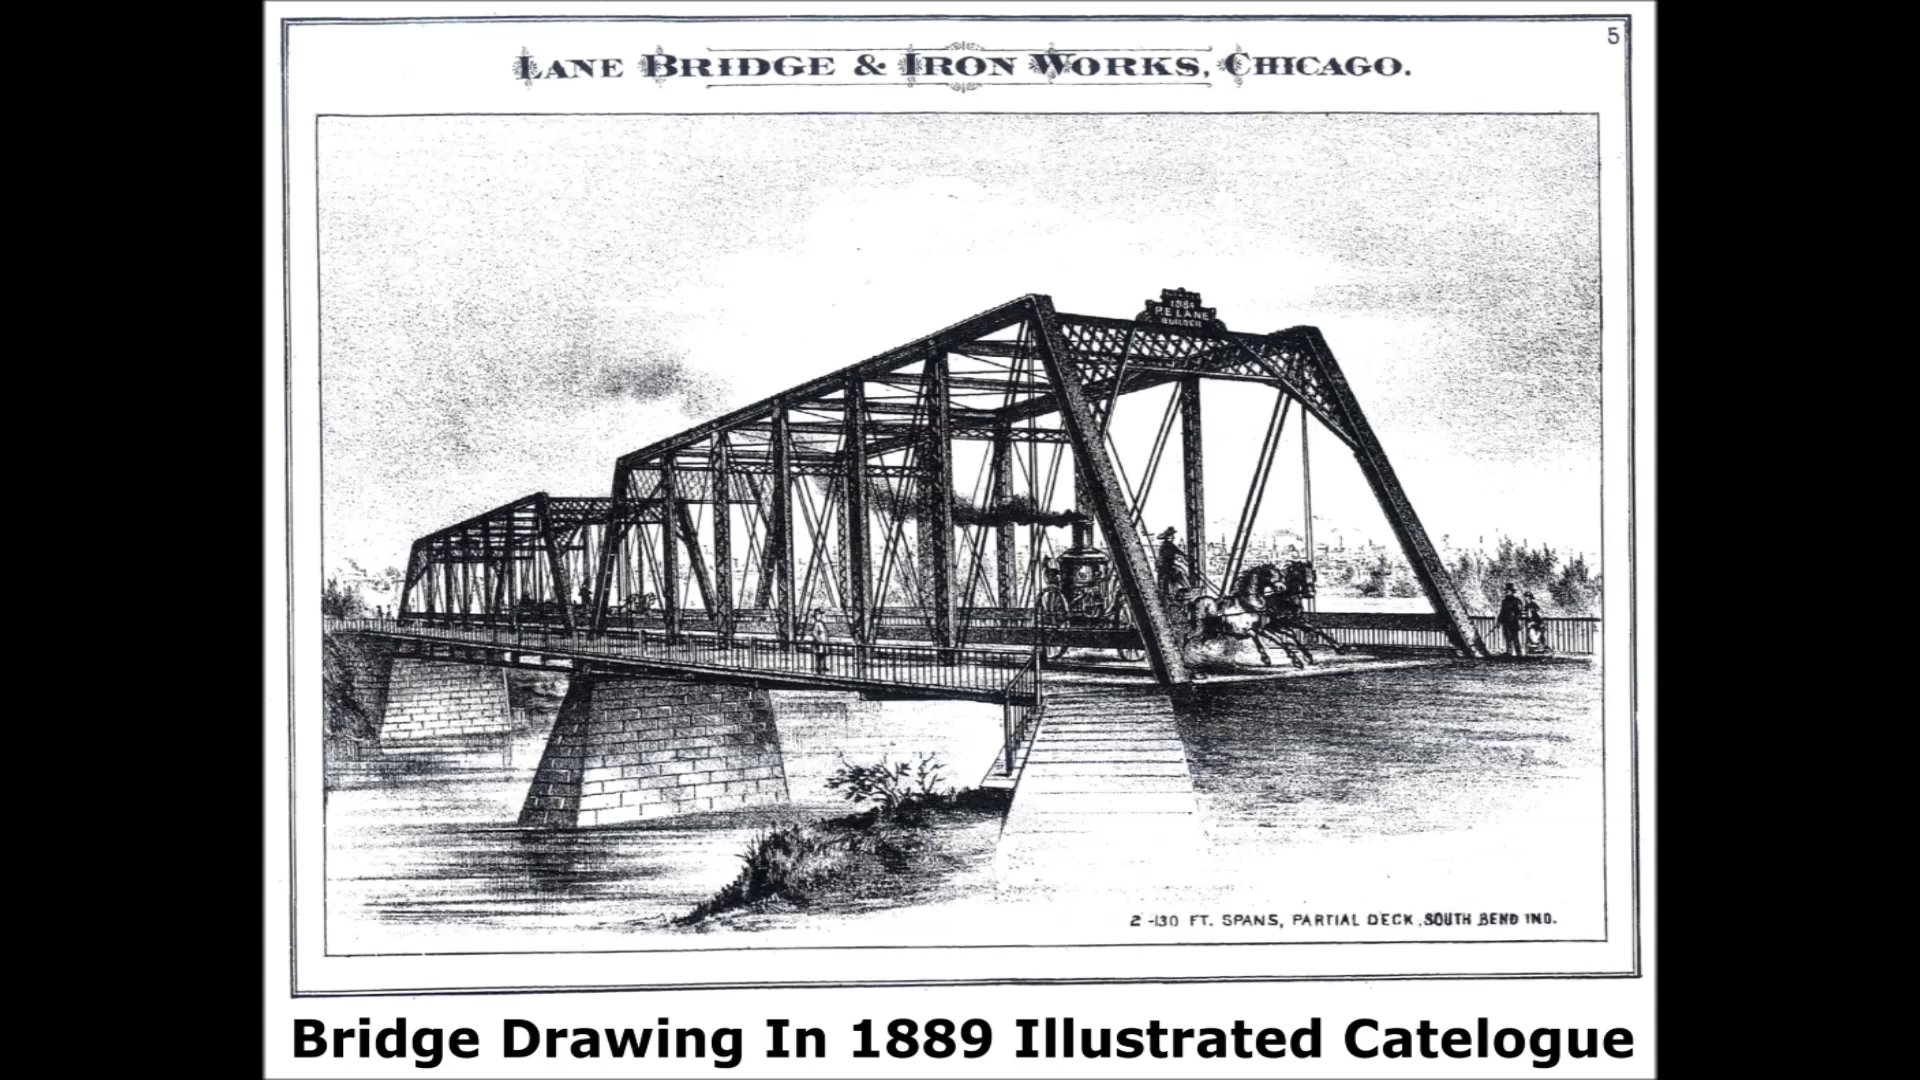 5
LANE BRIDGE & IRON WORKS, CHICAGO.
1884
P.E LANE
BUILDER
2-130 FT. SPANS, PARTIAL DECK, SOUTH BEND IND.
Bridge Drawing In 1889 Illustrated Catelogue